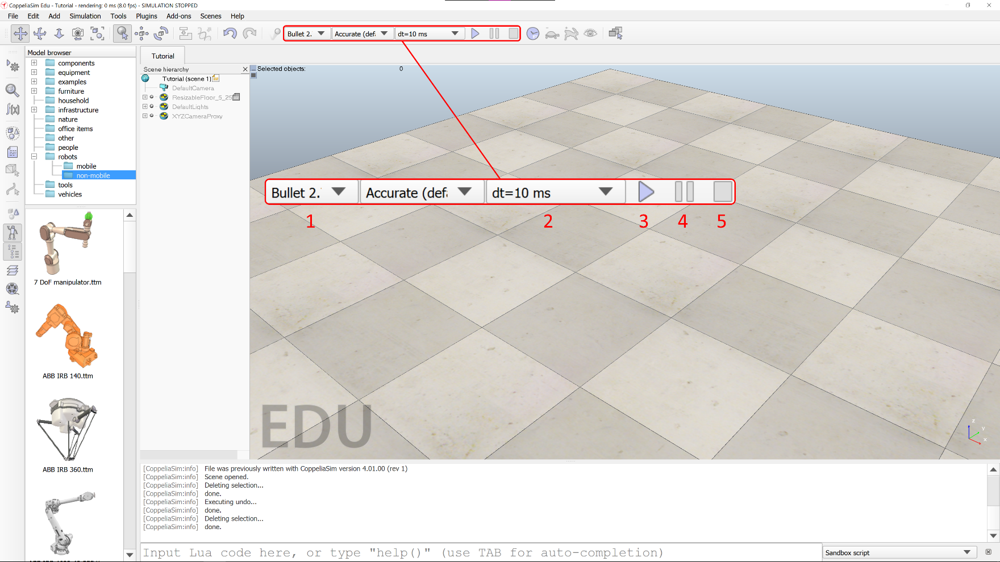 CoppeliaSim Edu - Tutorial - rendering: 0 ms (8.0 fps) - SIMULATION STOPPED
File Edit Add Simulation Tools Plugins Add-ons Scenes Help
Bullet 2. Accurate (def. dt=10 ms
Model browser
components
equipment
examples
furniture
household
infrastructure
nature
office items
other
people
robots
mobile
non-mobile
tools
vehicles
7 DoF manipulator.ttm
ABB IRB 140.ttm
ABB IRB 360.ttm
Tutorial
Scene hierarchy
Tutorial (scene 1)
DefaultCamera
ResizableFloor_5_25
DefaultLights
XYZCameraProxy
Selected objects: 0
Bullet 2. Accurate (defa dt=10 ms
1 2 3 4 5
EDU
z
y
x
[CoppeliaSim:info] File was previously written with CoppeliaSim version 4.01.00 (rev 1)
[CoppeliaSim:info] Scene opened.
[CoppeliaSim:info] Deleting selection...
[CoppeliaSim:info] done.
[CoppeliaSim:info] Executing undo...
[CoppeliaSim:info] done.
[CoppeliaSim:info] Deleting selection...
[CoppeliaSim:info] done.
Input Lua code here, or type "help()" (use TAB for auto-completion)
Sandbox script